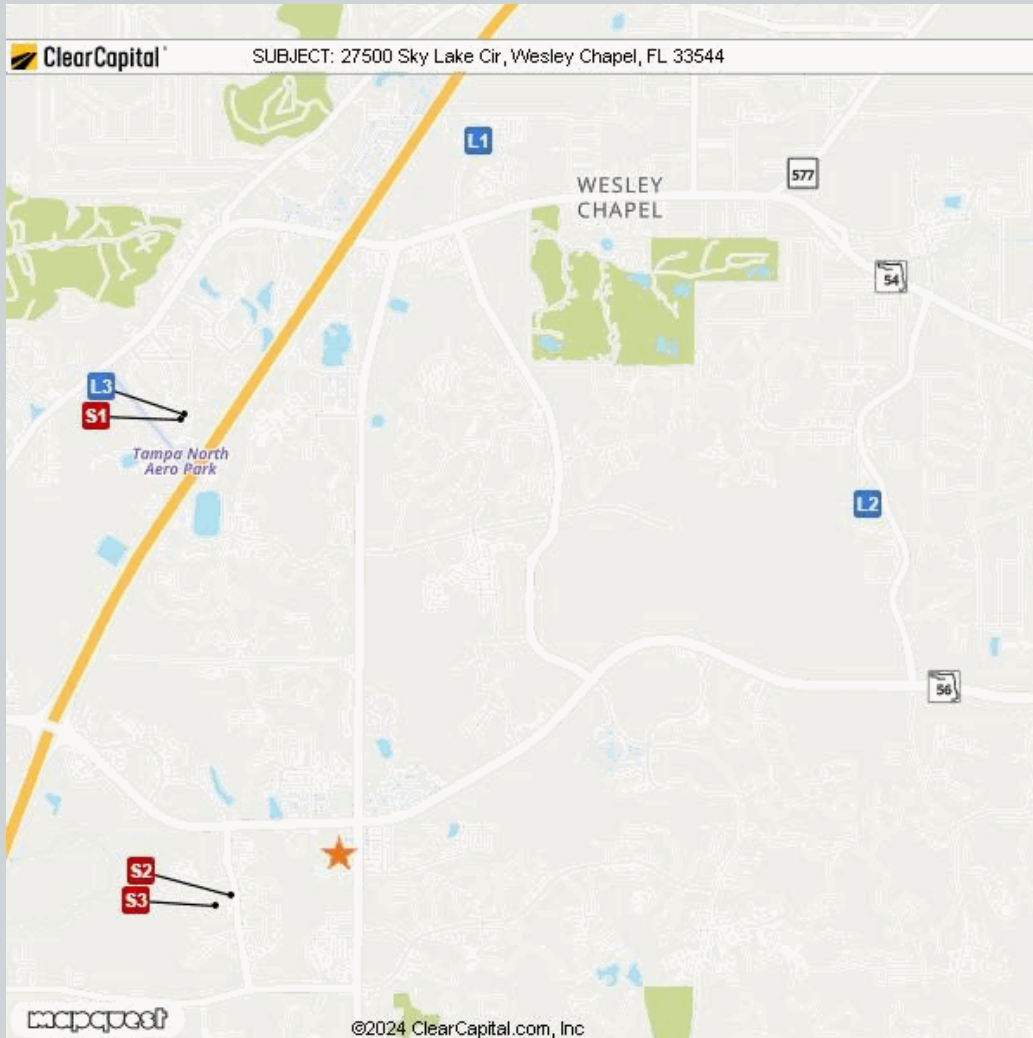 ClearCapital
SUBJECT: 27500 Sky Lake Cir, Wesley Chapel, FL 33544
L1
577
WESLEY
CHAPEL
54
L3
S1
Tampa North
Aero Park
L2
56
S2
S3
mapquest
©2024 ClearCapital.com, Inc